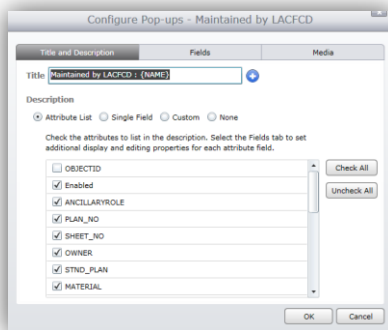 Configure Pop-ups - Maintained by LACFCD
Title and Description Fields Media
Title Maintained by LACFCD : {NAME}
Description
Attribute List Single Field Custom None
Check the attributes to list in the description. Select the Fields tab to set
additional display and editing properties for each attribute field.
OBJECTID
Check All
Enabled
Uncheck All
ANCILLARYROLE
PLAN_NO
SHEET_NO
OWNER
STND_PLAN
MATERIAL
OK Cancel